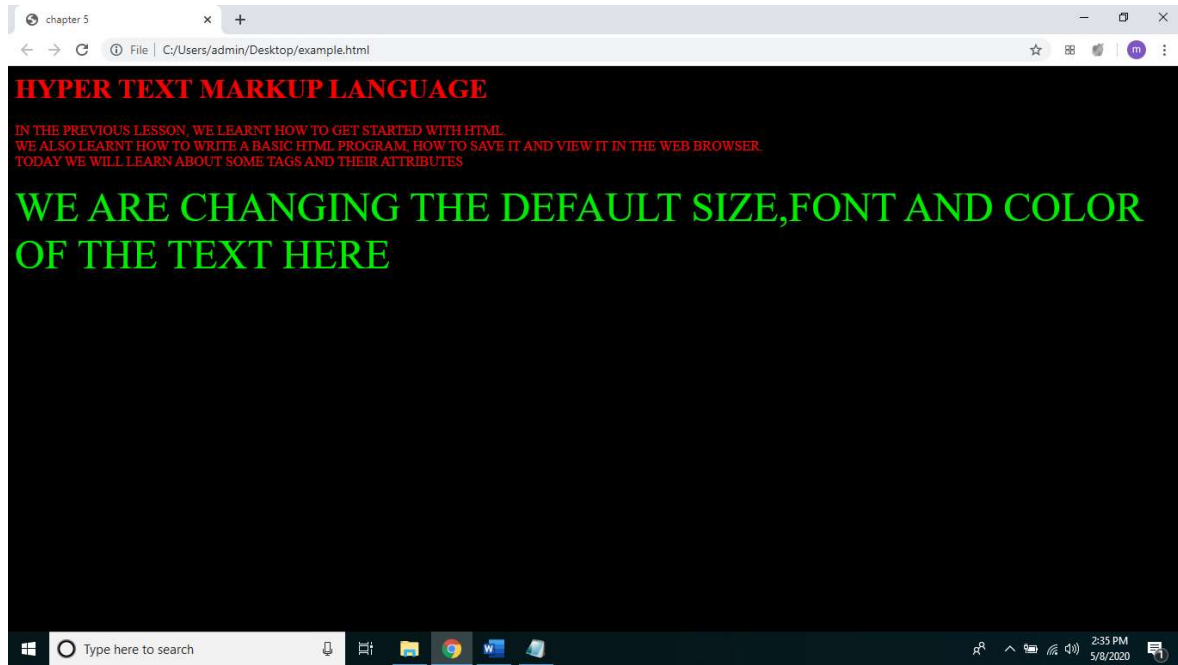 chapter 5
File | C:/Users/admin/Desktop/example.html
m
HYPER TEXT MARKUP LANGUAGE
IN THE PREVIOUS LESSON, WE LEARNT HOW TO GET STARTED WITH HTML.
WE ALSO LEARNT HOW TO WRITE A BASIC HTML PROGRAM, HOW TO SAVE IT AND VIEW IT IN THE WEB BROWSER.
TODAY WE WILL LEARN ABOUT SOME TAGS AND THEIR ATTRIBUTES
WE ARE CHANGING THE DEFAULT SIZE,FONT AND COLOR
OF THE TEXT HERE
Type here to search
W
2:35 PM
5/8/2020
1